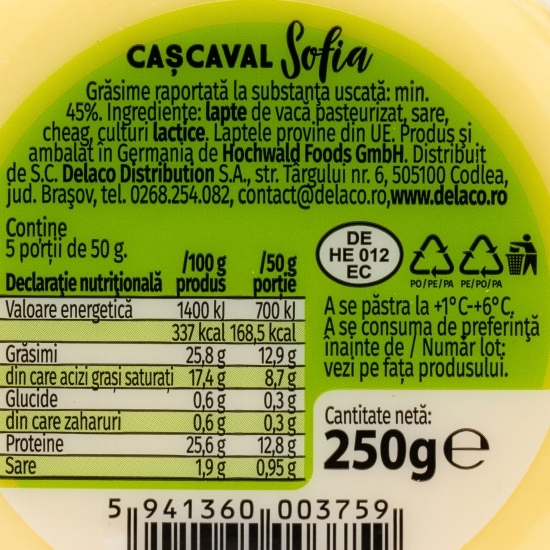 CAȘCAVAL Sofia
Grăsime raportată la substanța uscată: min.
45%. Ingrediente: lapte de vacă pasteurizat, sare,
cheag, culturi lactice. Laptele provine din UE. Produs și
ambalat în Germania de Hochwald Foods GmbH. Distribuit
de S.C. Delaco Distribution S.A., str. Târgului nr. 6, 505100 Codlea,
jud. Brașov, tel. 0268.254.082, contact@delaco.ro,www.delaco.ro
Conține
5 porții de 50 g.
/100 g /50 g
Declarație nutrițională produs porție
Valoare energetică 1400 kJ 700 kJ
337 kcal 168,5 kcal
Grăsimi 25,8 g 12,9 g
din care acizi grași saturați 17,4 g 8,7 g
Glucide 0,6 g 0,3 g
din care zaharuri 0,6 g 0,3 g
Proteine 25,6 g 12,8 g
Sare 1,9 g 0,95 g
DE
HE 012
EC
PO/PE/PA PE/PO/PA
A se păstra la +1°C-+6°C.
A se consuma de preferință
înainte de / Număr lot:
vezi pe fața produsului.
Cantitate netă:
250g e
5 941360 003759